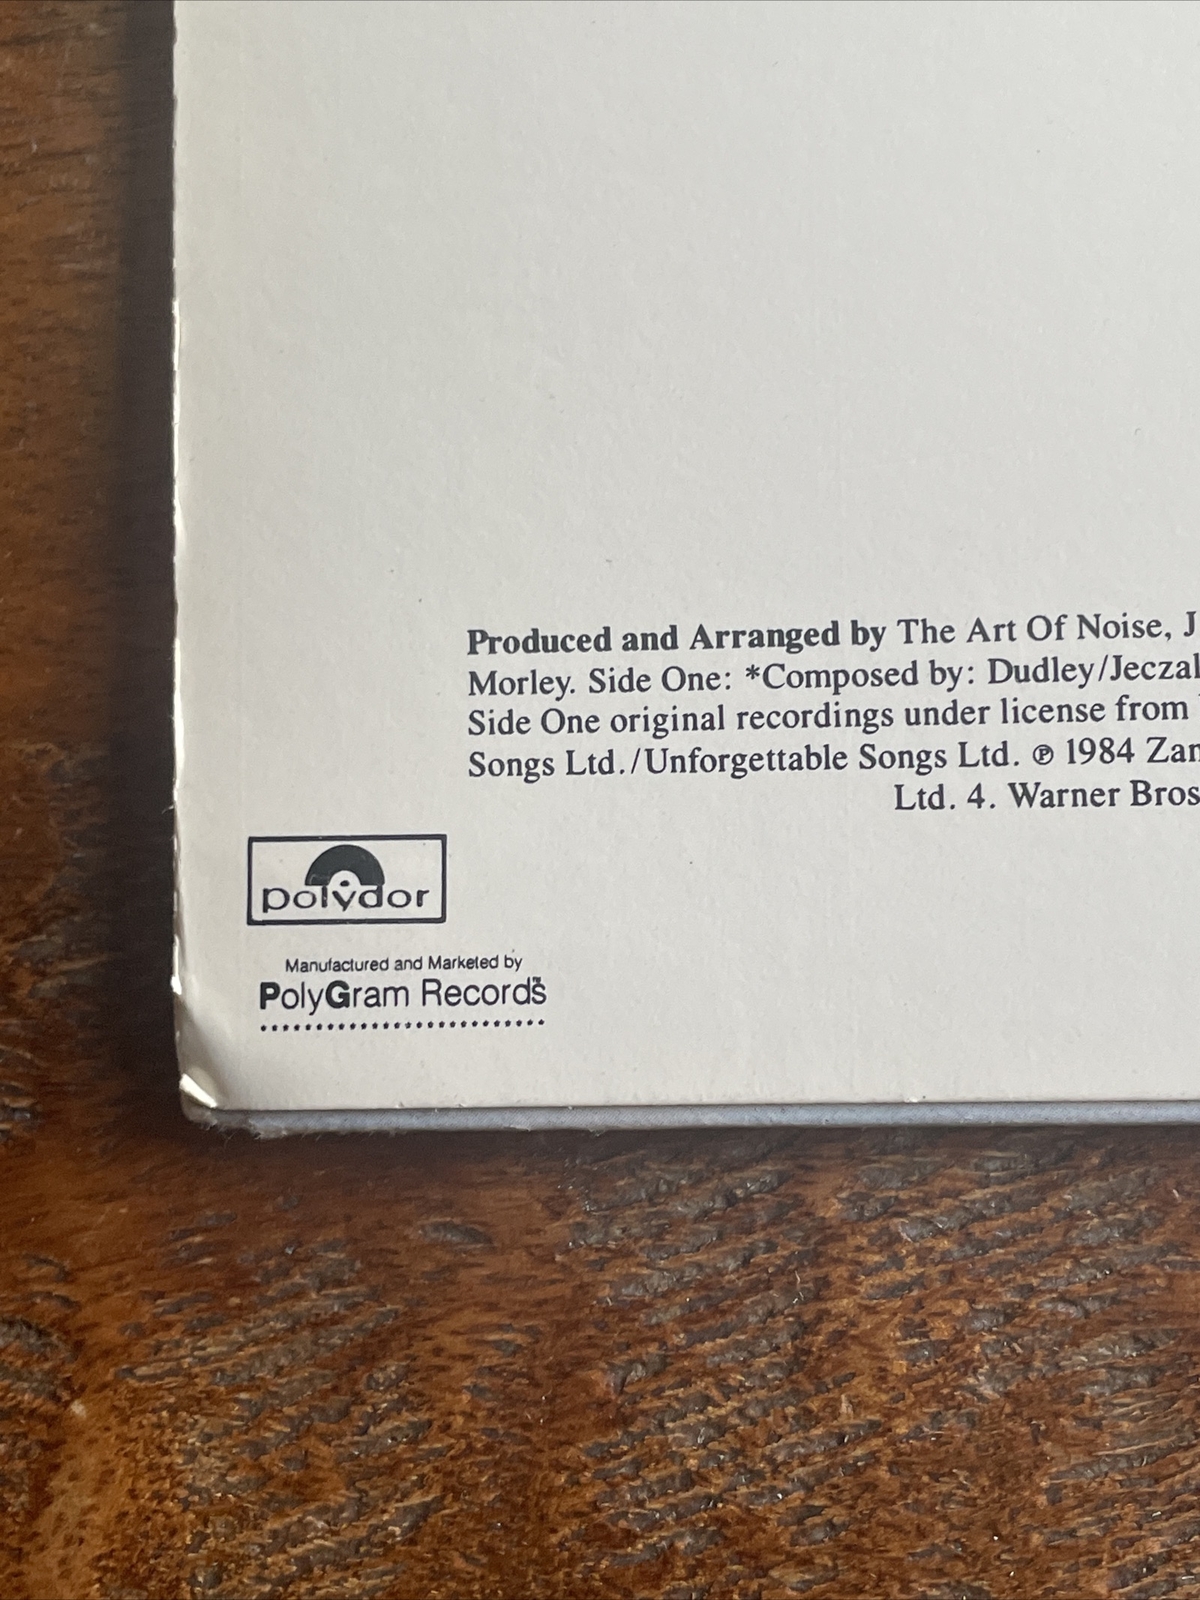 Produced and Arranged by The Art Of Noise, J
Morley. Side One: *Composed by: Dudley/Jeczal
Side One original recordings under license from
Songs Ltd./Unforgettable Songs Ltd. ℗ 1984 Zan
Ltd. 4. Warner Bros
polydor
Manufactured and Marketed by
PolyGram Records™